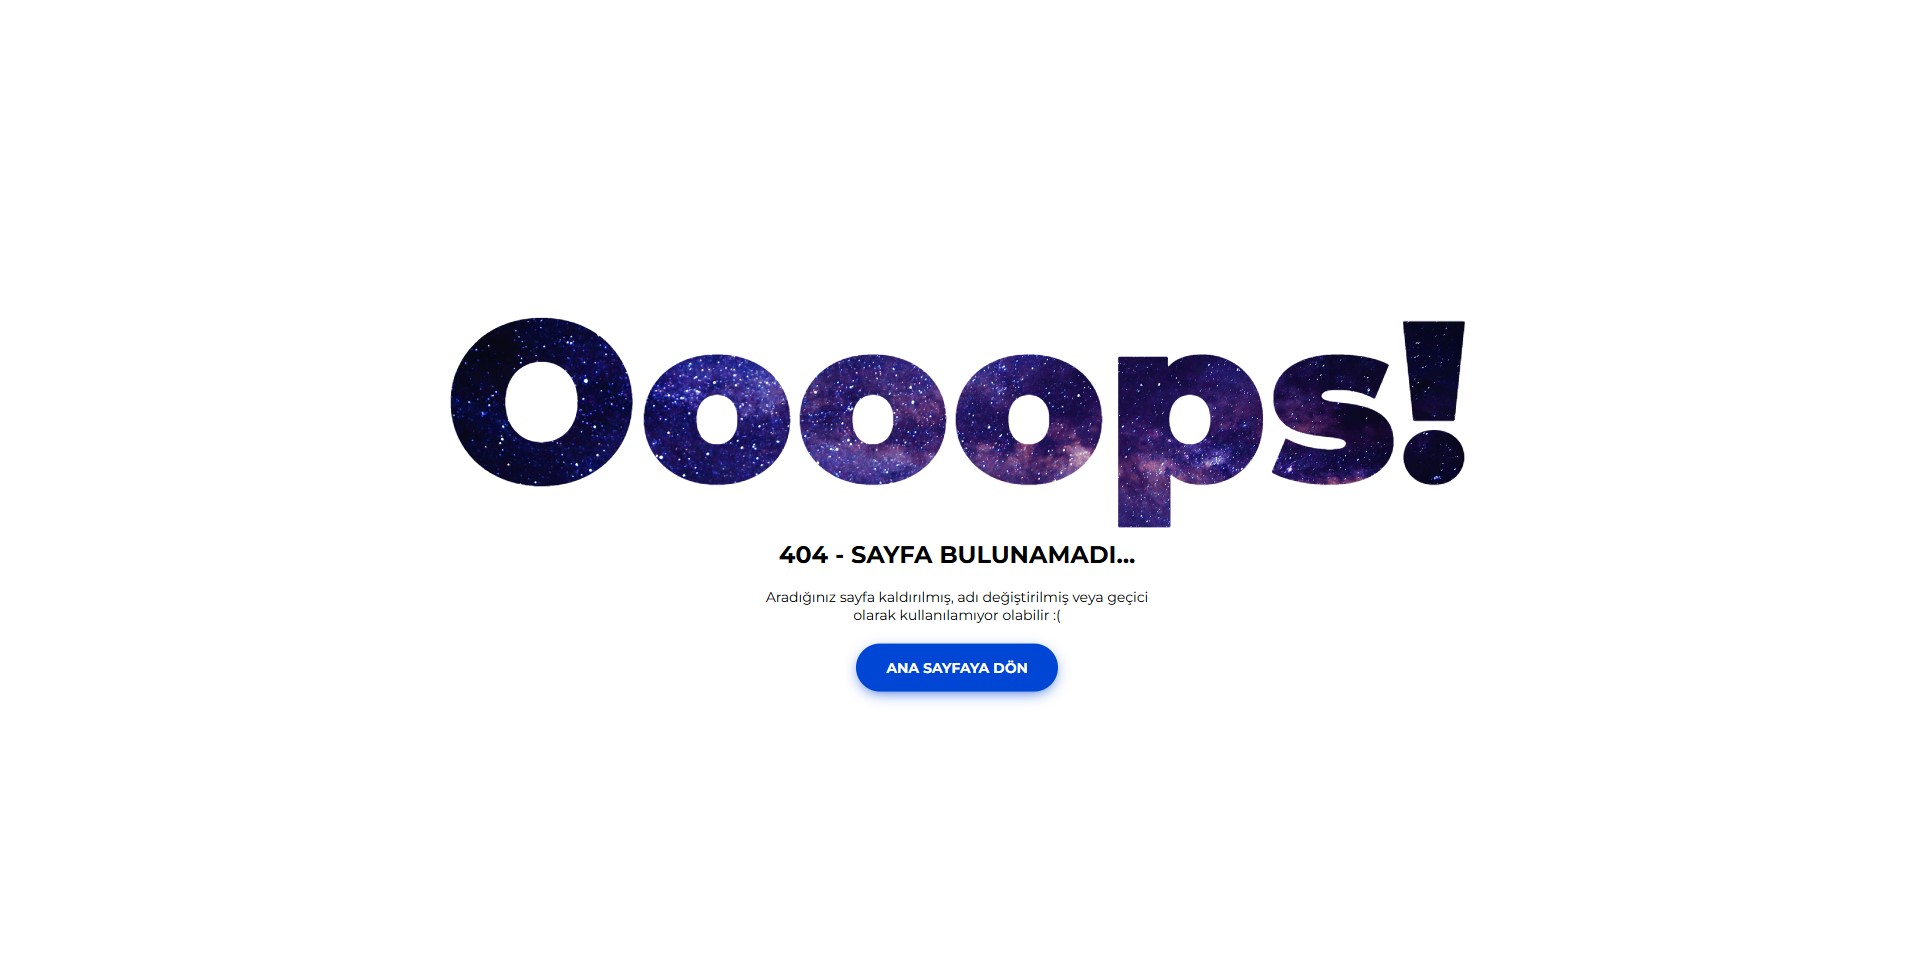 Oooops!
404 - SAYFA BULUNAMADI...
Aradığınız sayfa kaldırılmış, adı değiştirilmiş veya geçici
olarak kullanılamıyor olabilir :(
ANA SAYFAYA DÖN